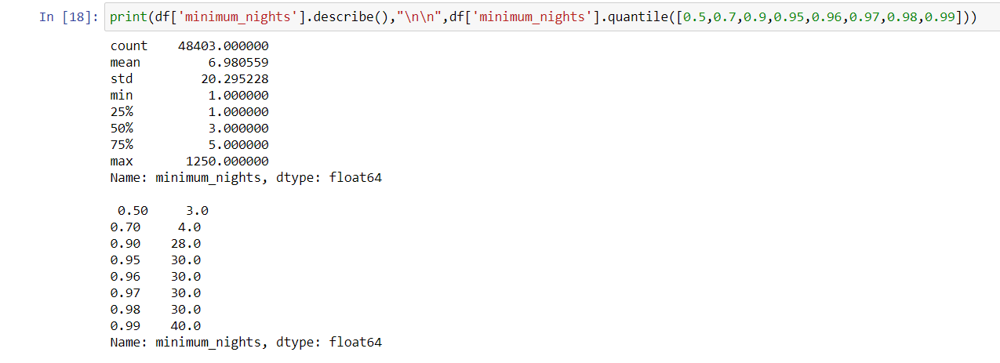 In [18]: print(df['minimum_nights'].describe(),"\n\n",df['minimum_nights'].quantile([0.5,0.7,0.9,0.95,0.96,0.97,0.98,0.99]))
count    48403.000000
mean         6.980559
std         20.295228
min          1.000000
25%          1.000000
50%          3.000000
75%          5.000000
max       1250.000000
Name: minimum_nights, dtype: float64
 0.50     3.0
0.70     4.0
0.90    28.0
0.95    30.0
0.96    30.0
0.97    30.0
0.98    30.0
0.99    40.0
Name: minimum_nights, dtype: float64